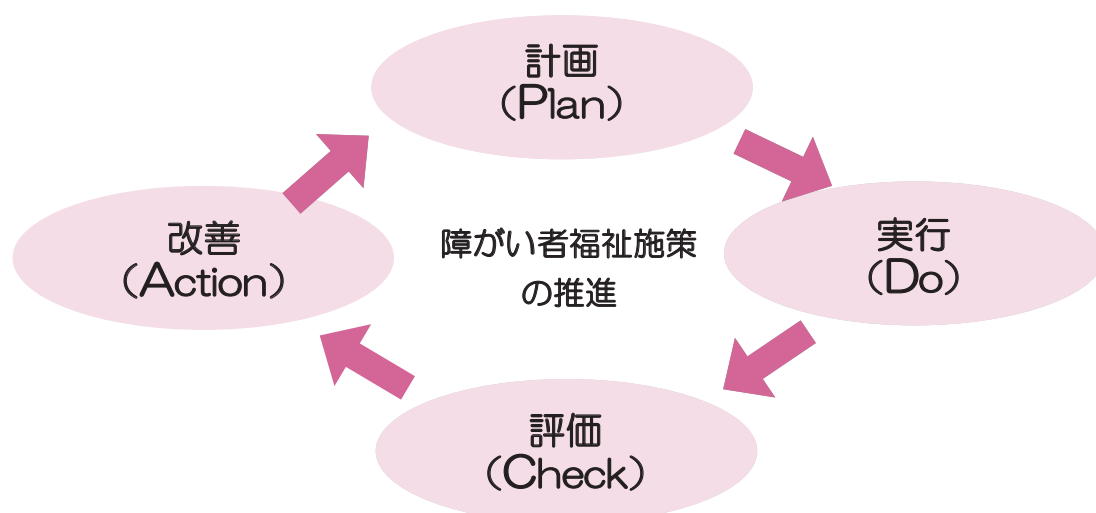 計画
(Plan)
改善
(Action)
障がい者福祉施策
の推進
実行
(Do)
評価
(Check)